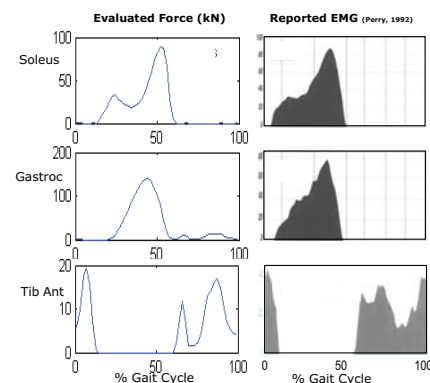 Evaluated Force (kN) Reported EMG (Perry, 1992)
Soleus
100
50
0
0 50 100
Gastroc
200
100
0
0 50 100
Tib Ant
20
10
0
0 50 100
0 50 100
% Gait Cycle % Gait Cycle